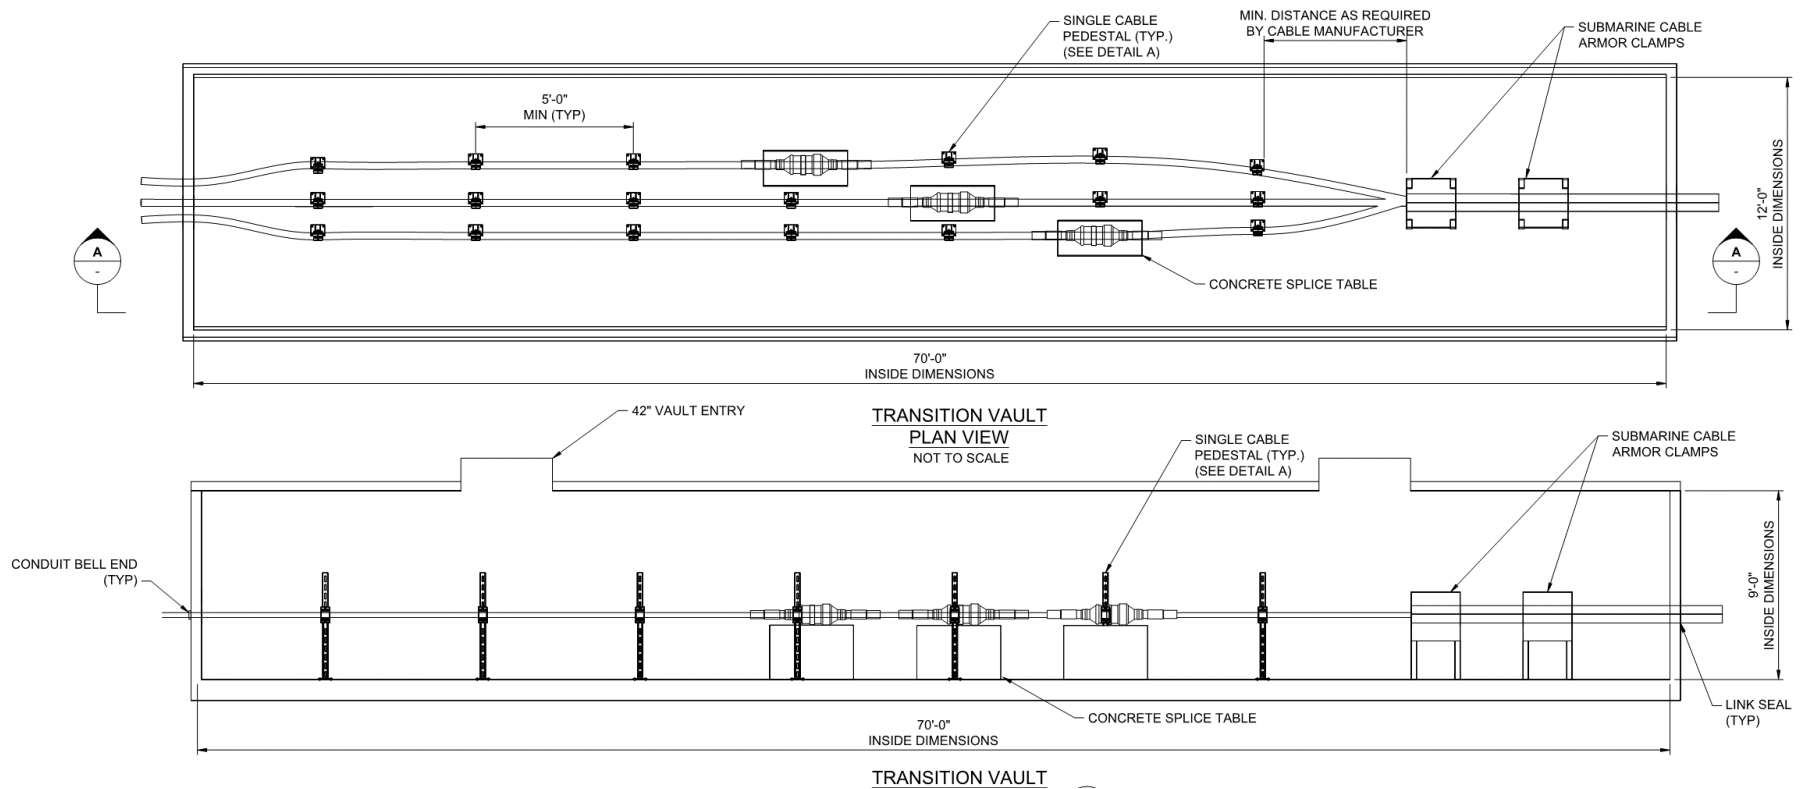 SINGLE CABLE
PEDESTAL (TYP.)
(SEE DETAIL A)
MIN. DISTANCE AS REQUIRED
BY CABLE MANUFACTURER
SUBMARINE CABLE
ARMOR CLAMPS
5'-0"
MIN (TYP)
A
-
A
-
12'-0"
INSIDE DIMENSIONS
CONCRETE SPLICE TABLE
70'-0"
INSIDE DIMENSIONS
TRANSITION VAULT
PLAN VIEW
NOT TO SCALE
42" VAULT ENTRY
SINGLE CABLE
PEDESTAL (TYP.)
(SEE DETAIL A)
SUBMARINE CABLE
ARMOR CLAMPS
CONDUIT BELL END
(TYP)
9'-0"
INSIDE DIMENSIONS
LINK SEAL
(TYP)
CONCRETE SPLICE TABLE
70'-0"
INSIDE DIMENSIONS
TRANSITION VAULT